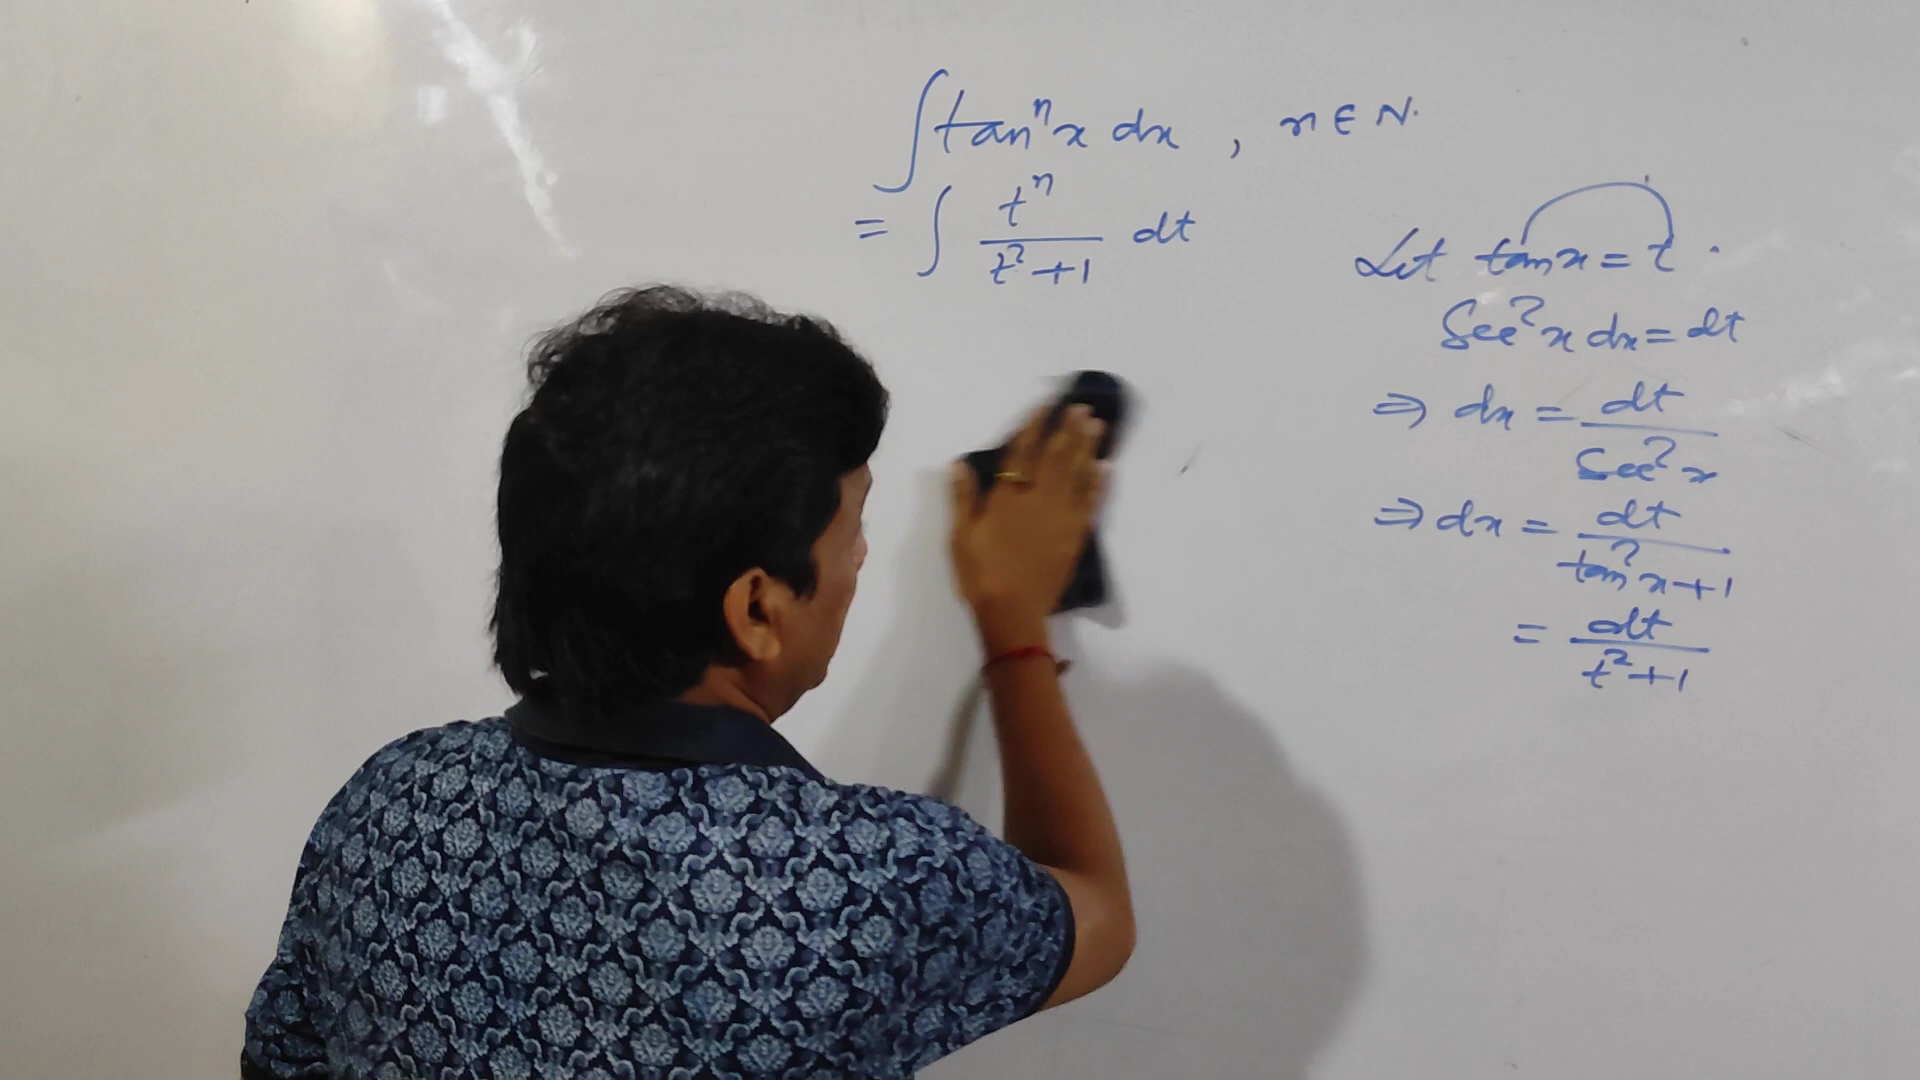 ∫tanⁿx dx , n ∈ N.
= ∫ tⁿ/(t²+1) dt
Let tanx = t.
Sec²x dx = dt
⇒ dx = dt/Sec²x
⇒ dx = dt/(tan²x+1)
= dt/(t²+1)